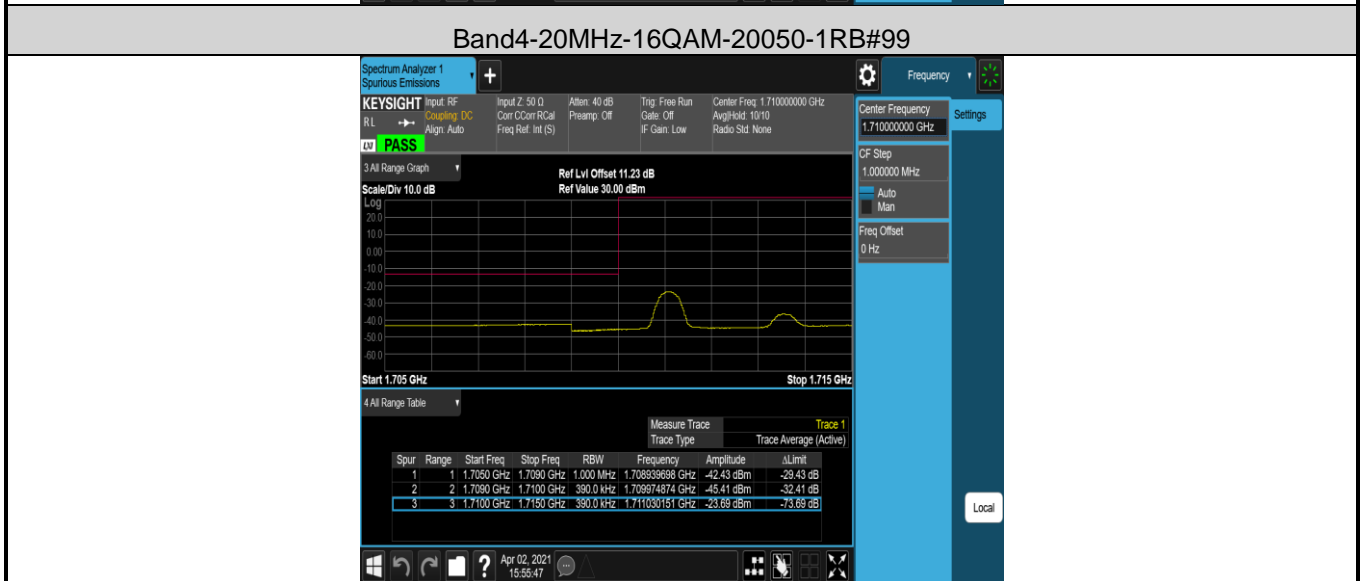 Band4-20MHz-16QAM-20050-1RB#99
Spectrum Analyzer 1
Spurious Emissions
+
Frequency
KEYSIGHT Input: RF Input Z: 50 Ω Atten: 40 dB Trig: Free Run Center Freq: 1.710000000 GHz
RL Coupling: DC Corr CCorr RCal Preamp: Off Gate: Off Avg|Hold: 10/10
Align: Auto Freq Ref: Int (S) IF Gain: Low Radio Std: None
LXI PASS
Center Frequency
1.710000000 GHz
Settings
CF Step
1.000000 MHz
Auto
Man
Freq Offset
0 Hz
3 All Range Graph
Ref Lvl Offset 11.23 dB
Scale/Div 10.0 dB Ref Value 30.00 dBm
Log
20.0
10.0
0.00
-10.0
-20.0
-30.0
-40.0
-50.0
-60.0
Start 1.705 GHz Stop 1.715 GHz
4 All Range Table
Measure Trace Trace 1
Trace Type Trace Average (Active)
Spur Range Start Freq Stop Freq RBW Frequency Amplitude ΔLimit
1 1 1.7050 GHz 1.7090 GHz 1.000 MHz 1.708939698 GHz -42.43 dBm -29.43 dB
2 2 1.7090 GHz 1.7100 GHz 390.0 kHz 1.709974874 GHz -45.41 dBm -32.41 dB
3 3 1.7100 GHz 1.7150 GHz 390.0 kHz 1.711030151 GHz -23.69 dBm -73.69 dB
Local
? Apr 02, 2021
15:55:47